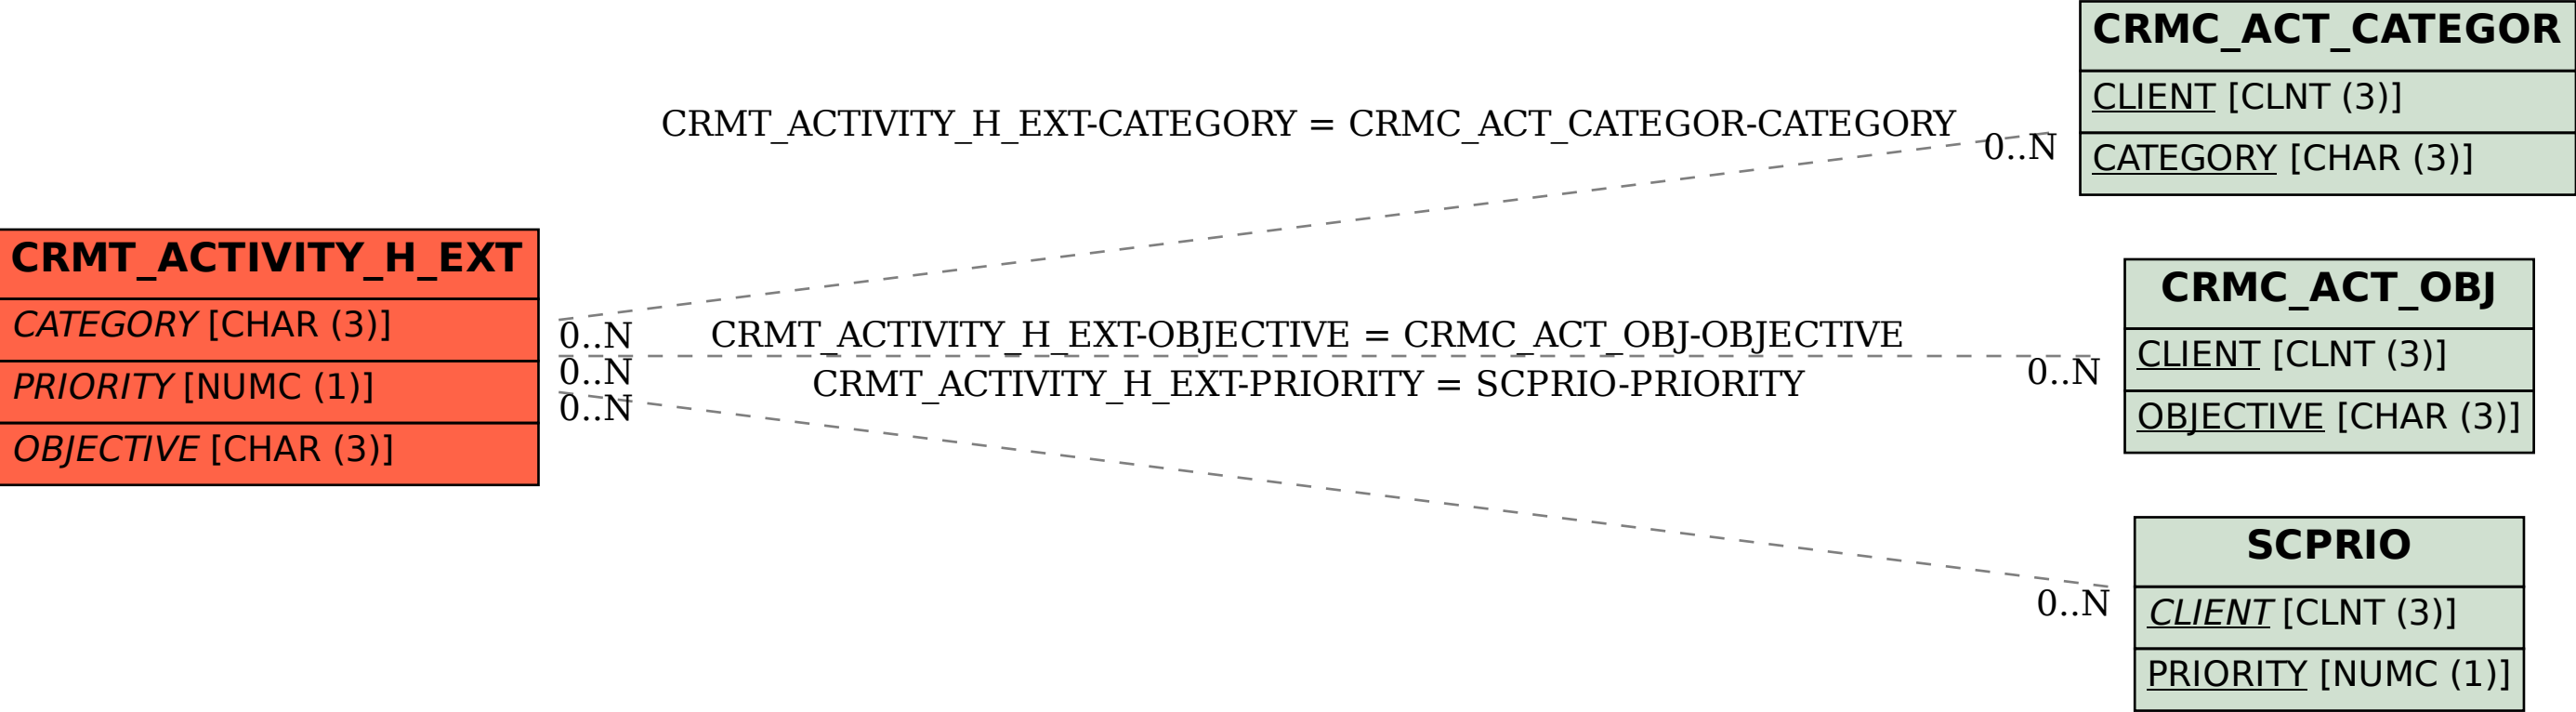 CRMT_ACTIVITY_H_EXT
CATEGORY [CHAR (3)]
PRIORITY [NUMC (1)]
OBJECTIVE [CHAR (3)]
CRMT_ACTIVITY_H_EXT-CATEGORY = CRMC_ACT_CATEGOR-CATEGORY
0..N
0..N
CRMT_ACTIVITY_H_EXT-OBJECTIVE = CRMC_ACT_OBJ-OBJECTIVE
0..N
0..N
CRMT_ACTIVITY_H_EXT-PRIORITY = SCPRIO-PRIORITY
0..N
0..N
CRMC_ACT_CATEGOR
CLIENT [CLNT (3)]
CATEGORY [CHAR (3)]
CRMC_ACT_OBJ
CLIENT [CLNT (3)]
OBJECTIVE [CHAR (3)]
SCPRIO
CLIENT [CLNT (3)]
PRIORITY [NUMC (1)]